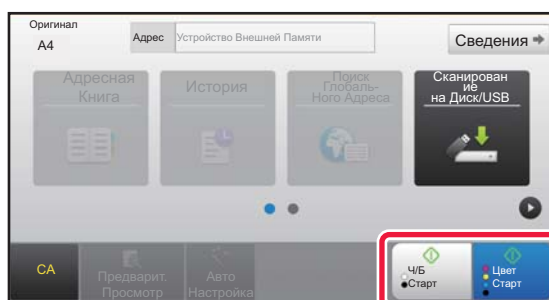 Оригинал
A4
Адрес
Устройство Внешней Памяти
Сведения
Адресная
Книга
История
Поиск
Глобаль-
Ного Адреса
Сканирован
ие
на Диск/USB
CA
Предварит.
Просмотр
Авто
Настройка
Ч/Б
Старт
Цвет
Старт